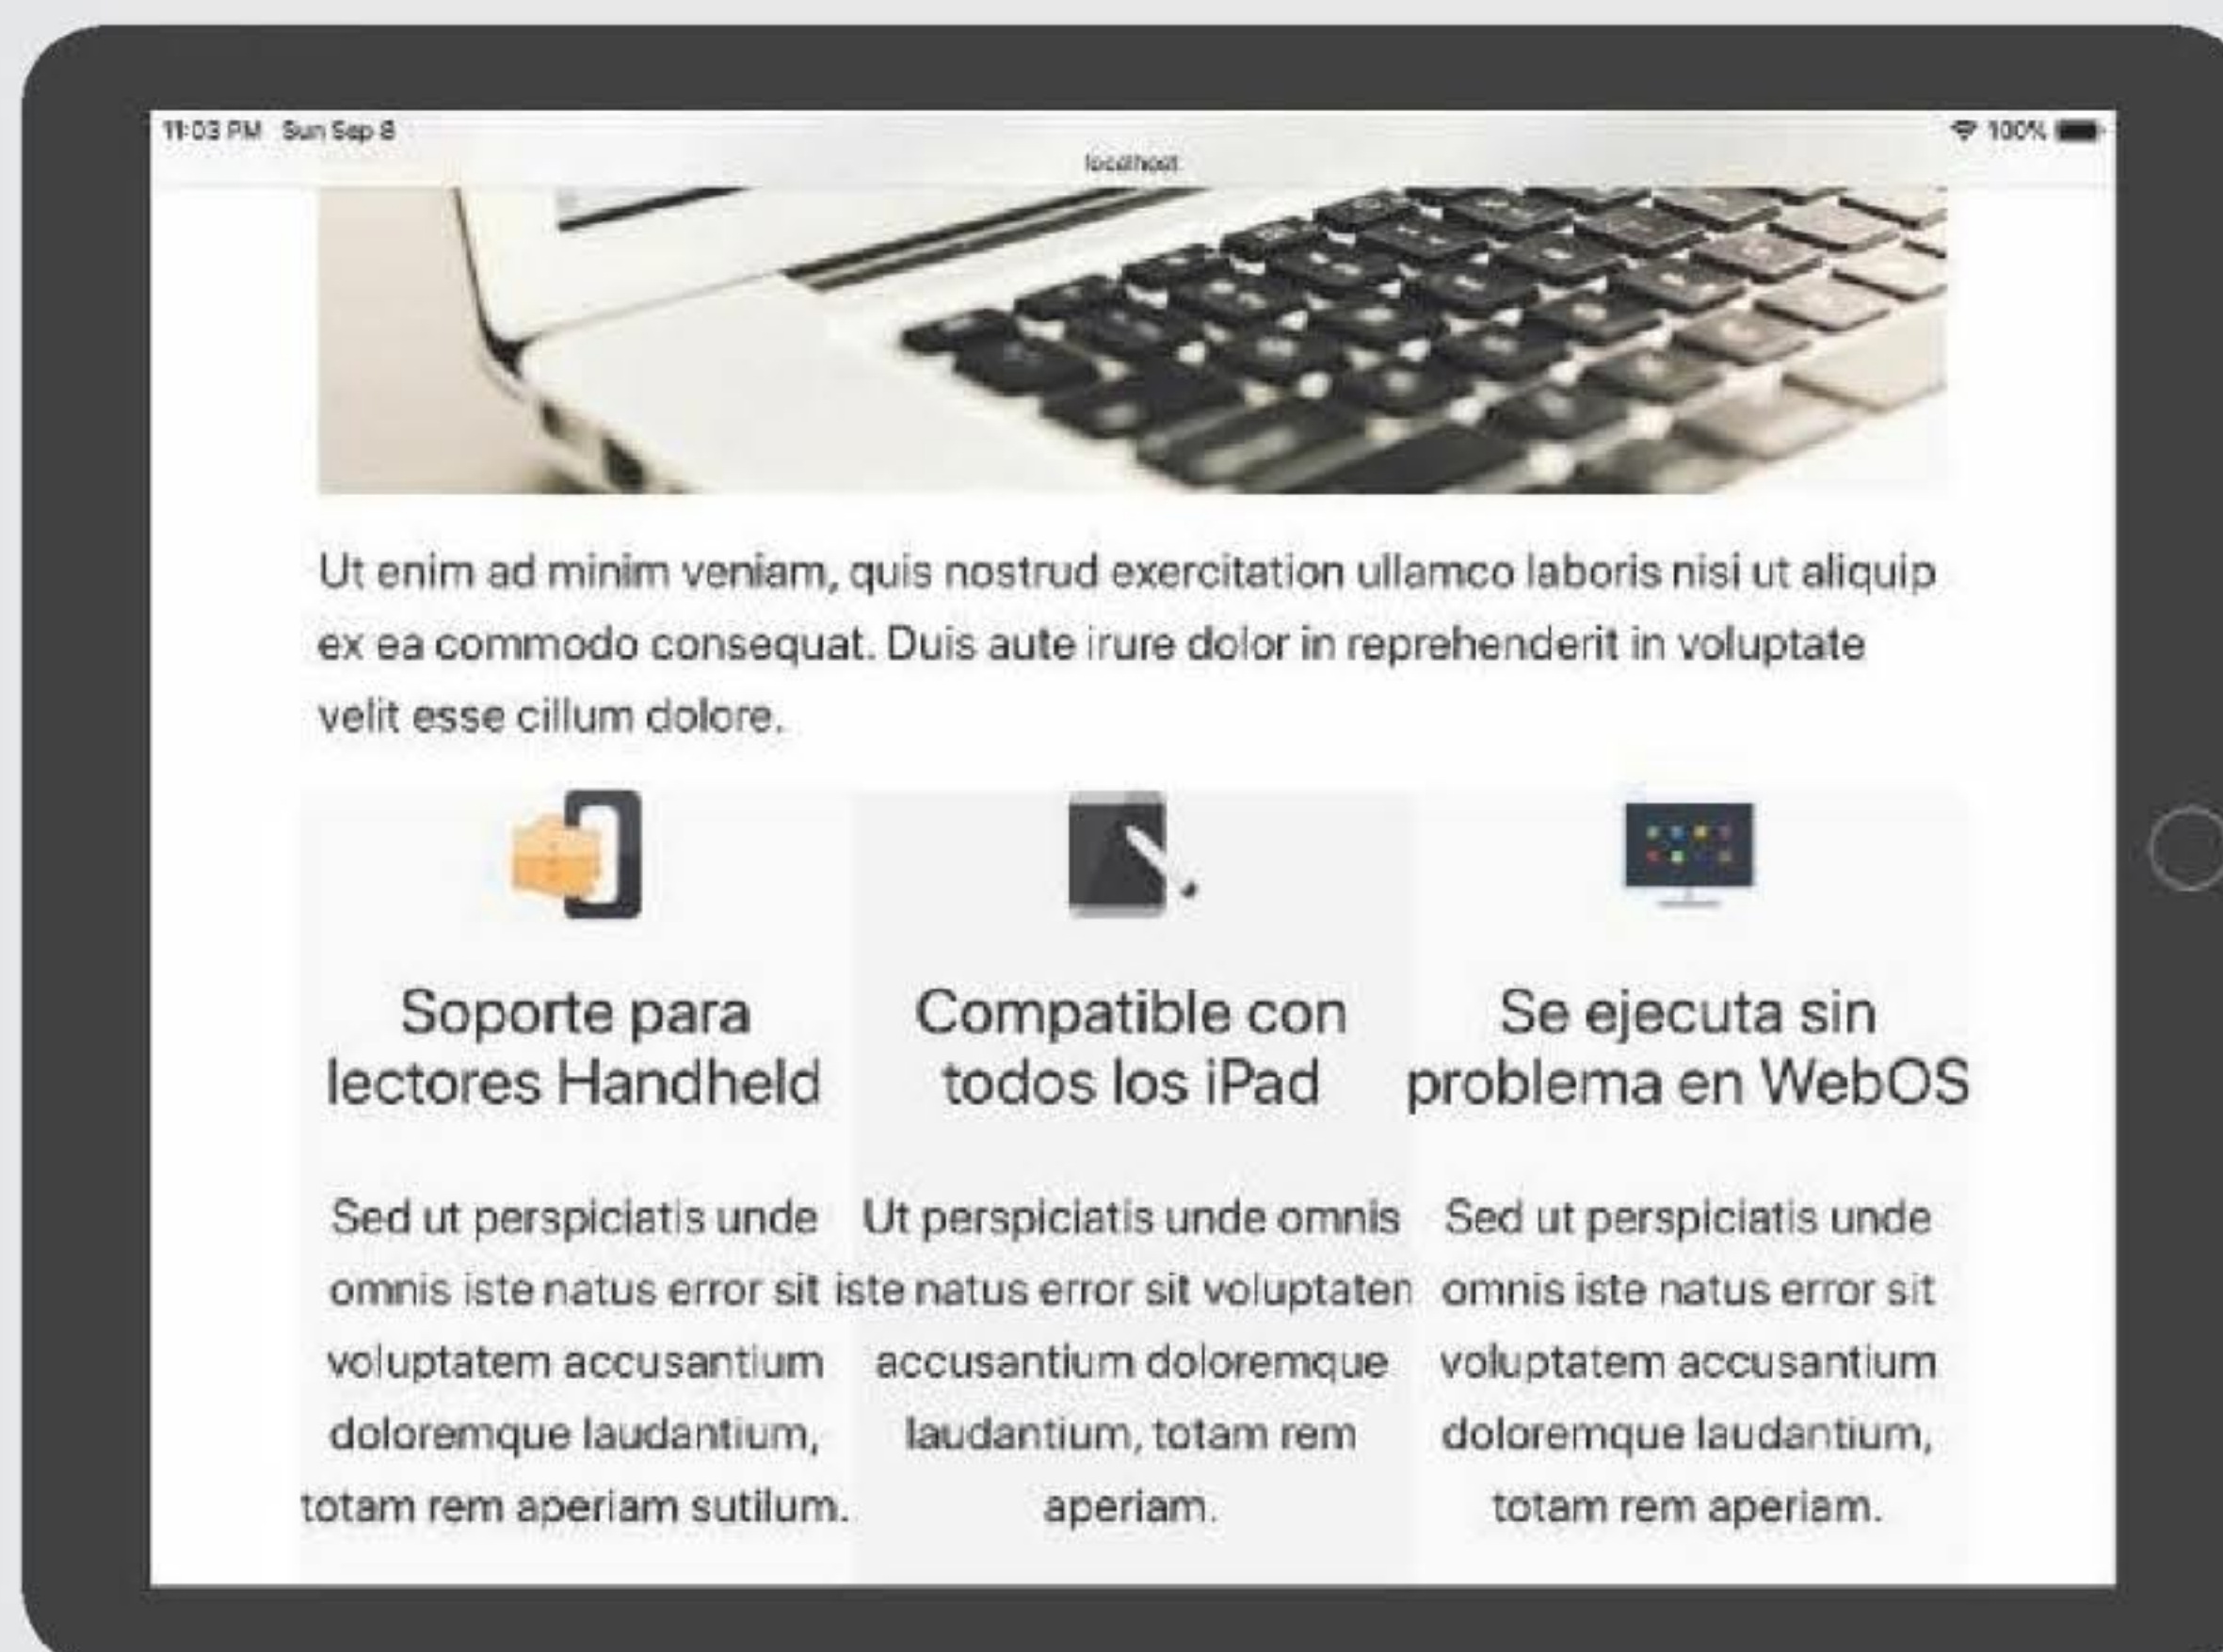 11:03 PM Sun Sep 8
100%
localhost
Ut enim ad minim veniam, quis nostrud exercitation ullamco laboris nisi ut aliquip
ex ea commodo consequat. Duis aute irure dolor in reprehenderit in voluptate
velit esse cillum dolore.
Soporte para
lectores Handheld
Sed ut perspiciatis unde
omnis iste natus error sit
voluptatem accusantium
doloremque laudantium,
totam rem aperiam sutilum.
Compatible con
todos los iPad
Ut perspiciatis unde omnis
iste natus error sit voluptaten
accusantium doloremque
laudantium, totam rem
aperiam.
Se ejecuta sin
problema en WebOS
Sed ut perspiciatis unde
omnis iste natus error sit
voluptatem accusantium
doloremque laudantium,
totam rem aperiam.